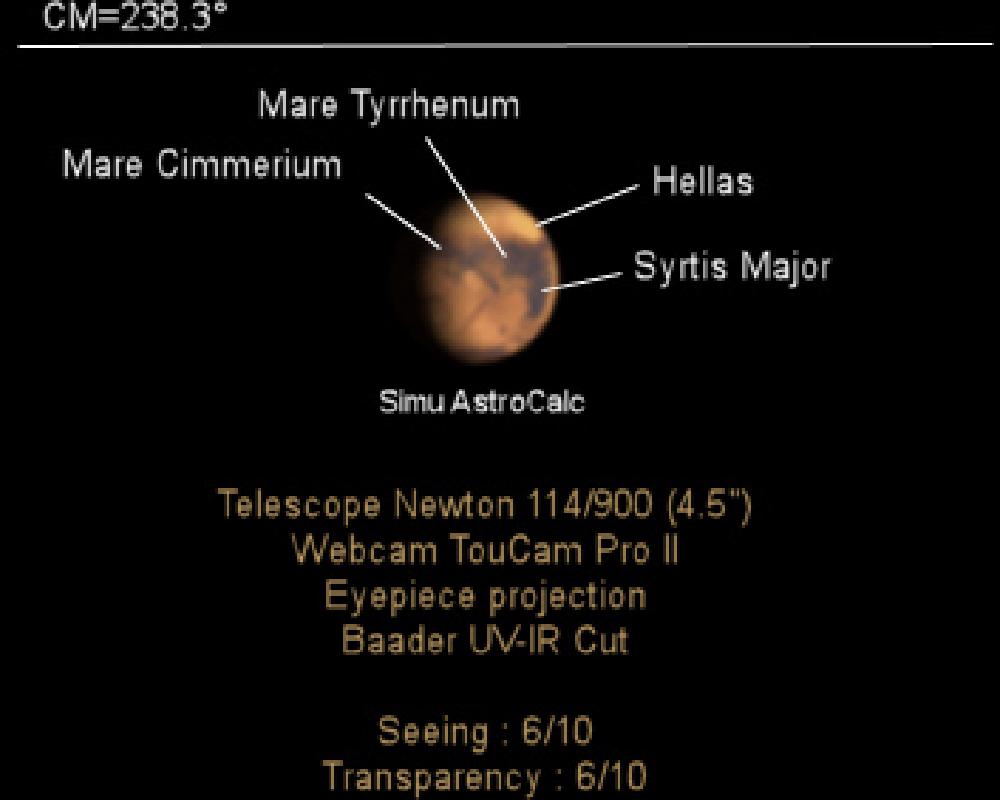 CM=238.3°
Mare Tyrrhenum
Mare Cimmerium
Hellas
Syrtis Major
Simu AstroCalc
Telescope Newton 114/900 (4.5")
Webcam TouCam Pro II
Eyepiece projection
Baader UV-IR Cut
Seeing : 6/10
Transparency : 6/10